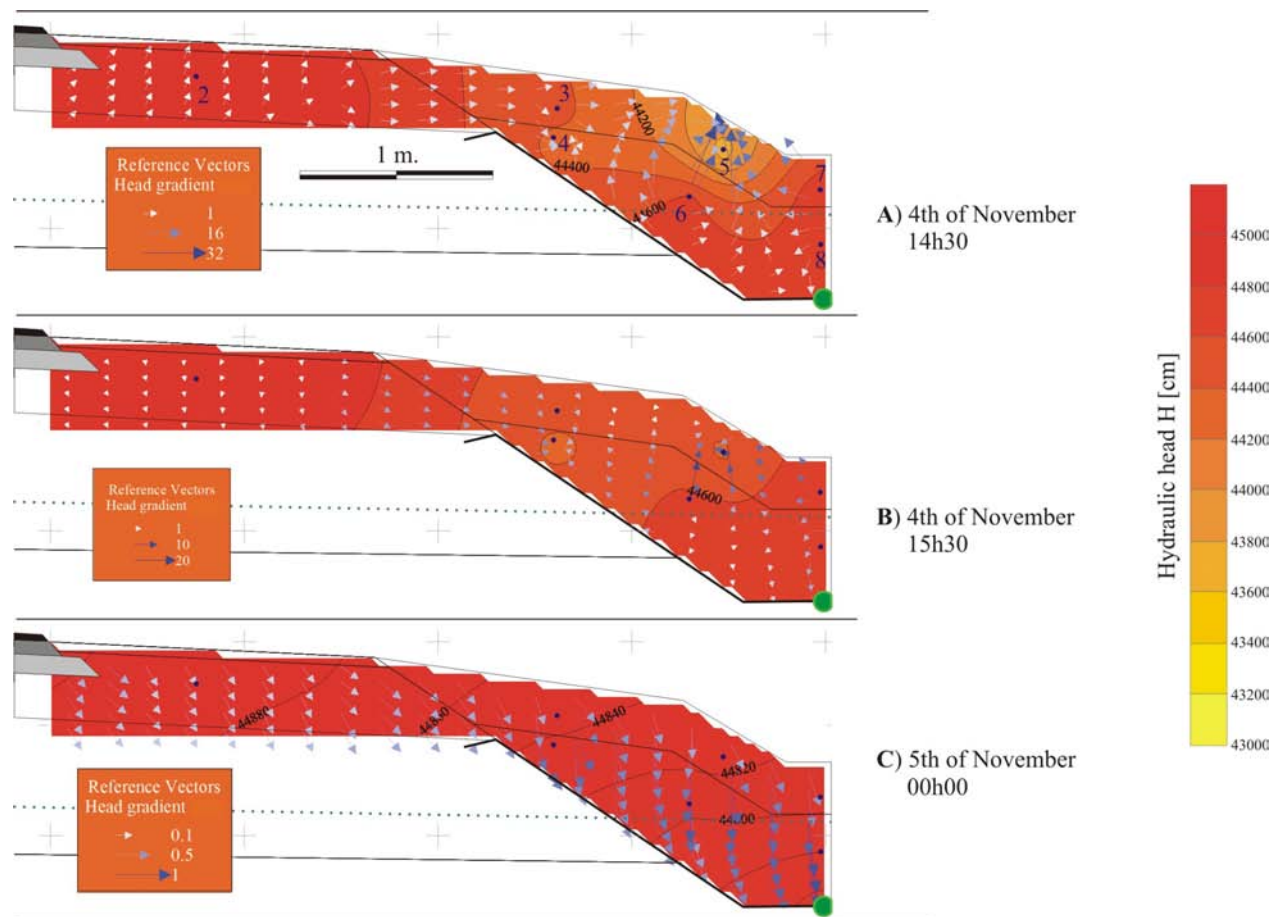 2
3
4
5
6
7
8
44200
44400
44600
1 m.
Reference Vectors
Head gradient
1
16
32
A) 4th of November
14h30
44600
Reference Vectors
Head gradient
1
10
20
B) 4th of November
15h30
44880
44840
44820
Reference Vectors
Head gradient
0.1
0.5
1
C) 5th of November
00h00
Hydraulic head H [cm]
45000
44800
44600
44400
44200
44000
43800
43600
43400
43200
43000